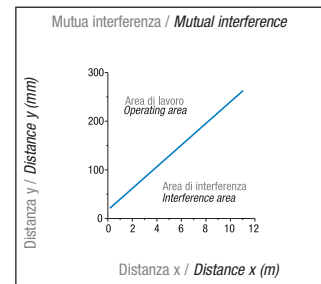 Mutua interferenza / Mutual interference
Distanza y / Distance y (mm)
300
200
100
0
Area di lavoro
Operating area
Area di interferenza
Interference area
0 2 4 6 8 10 12
Distanza x / Distance x (m)